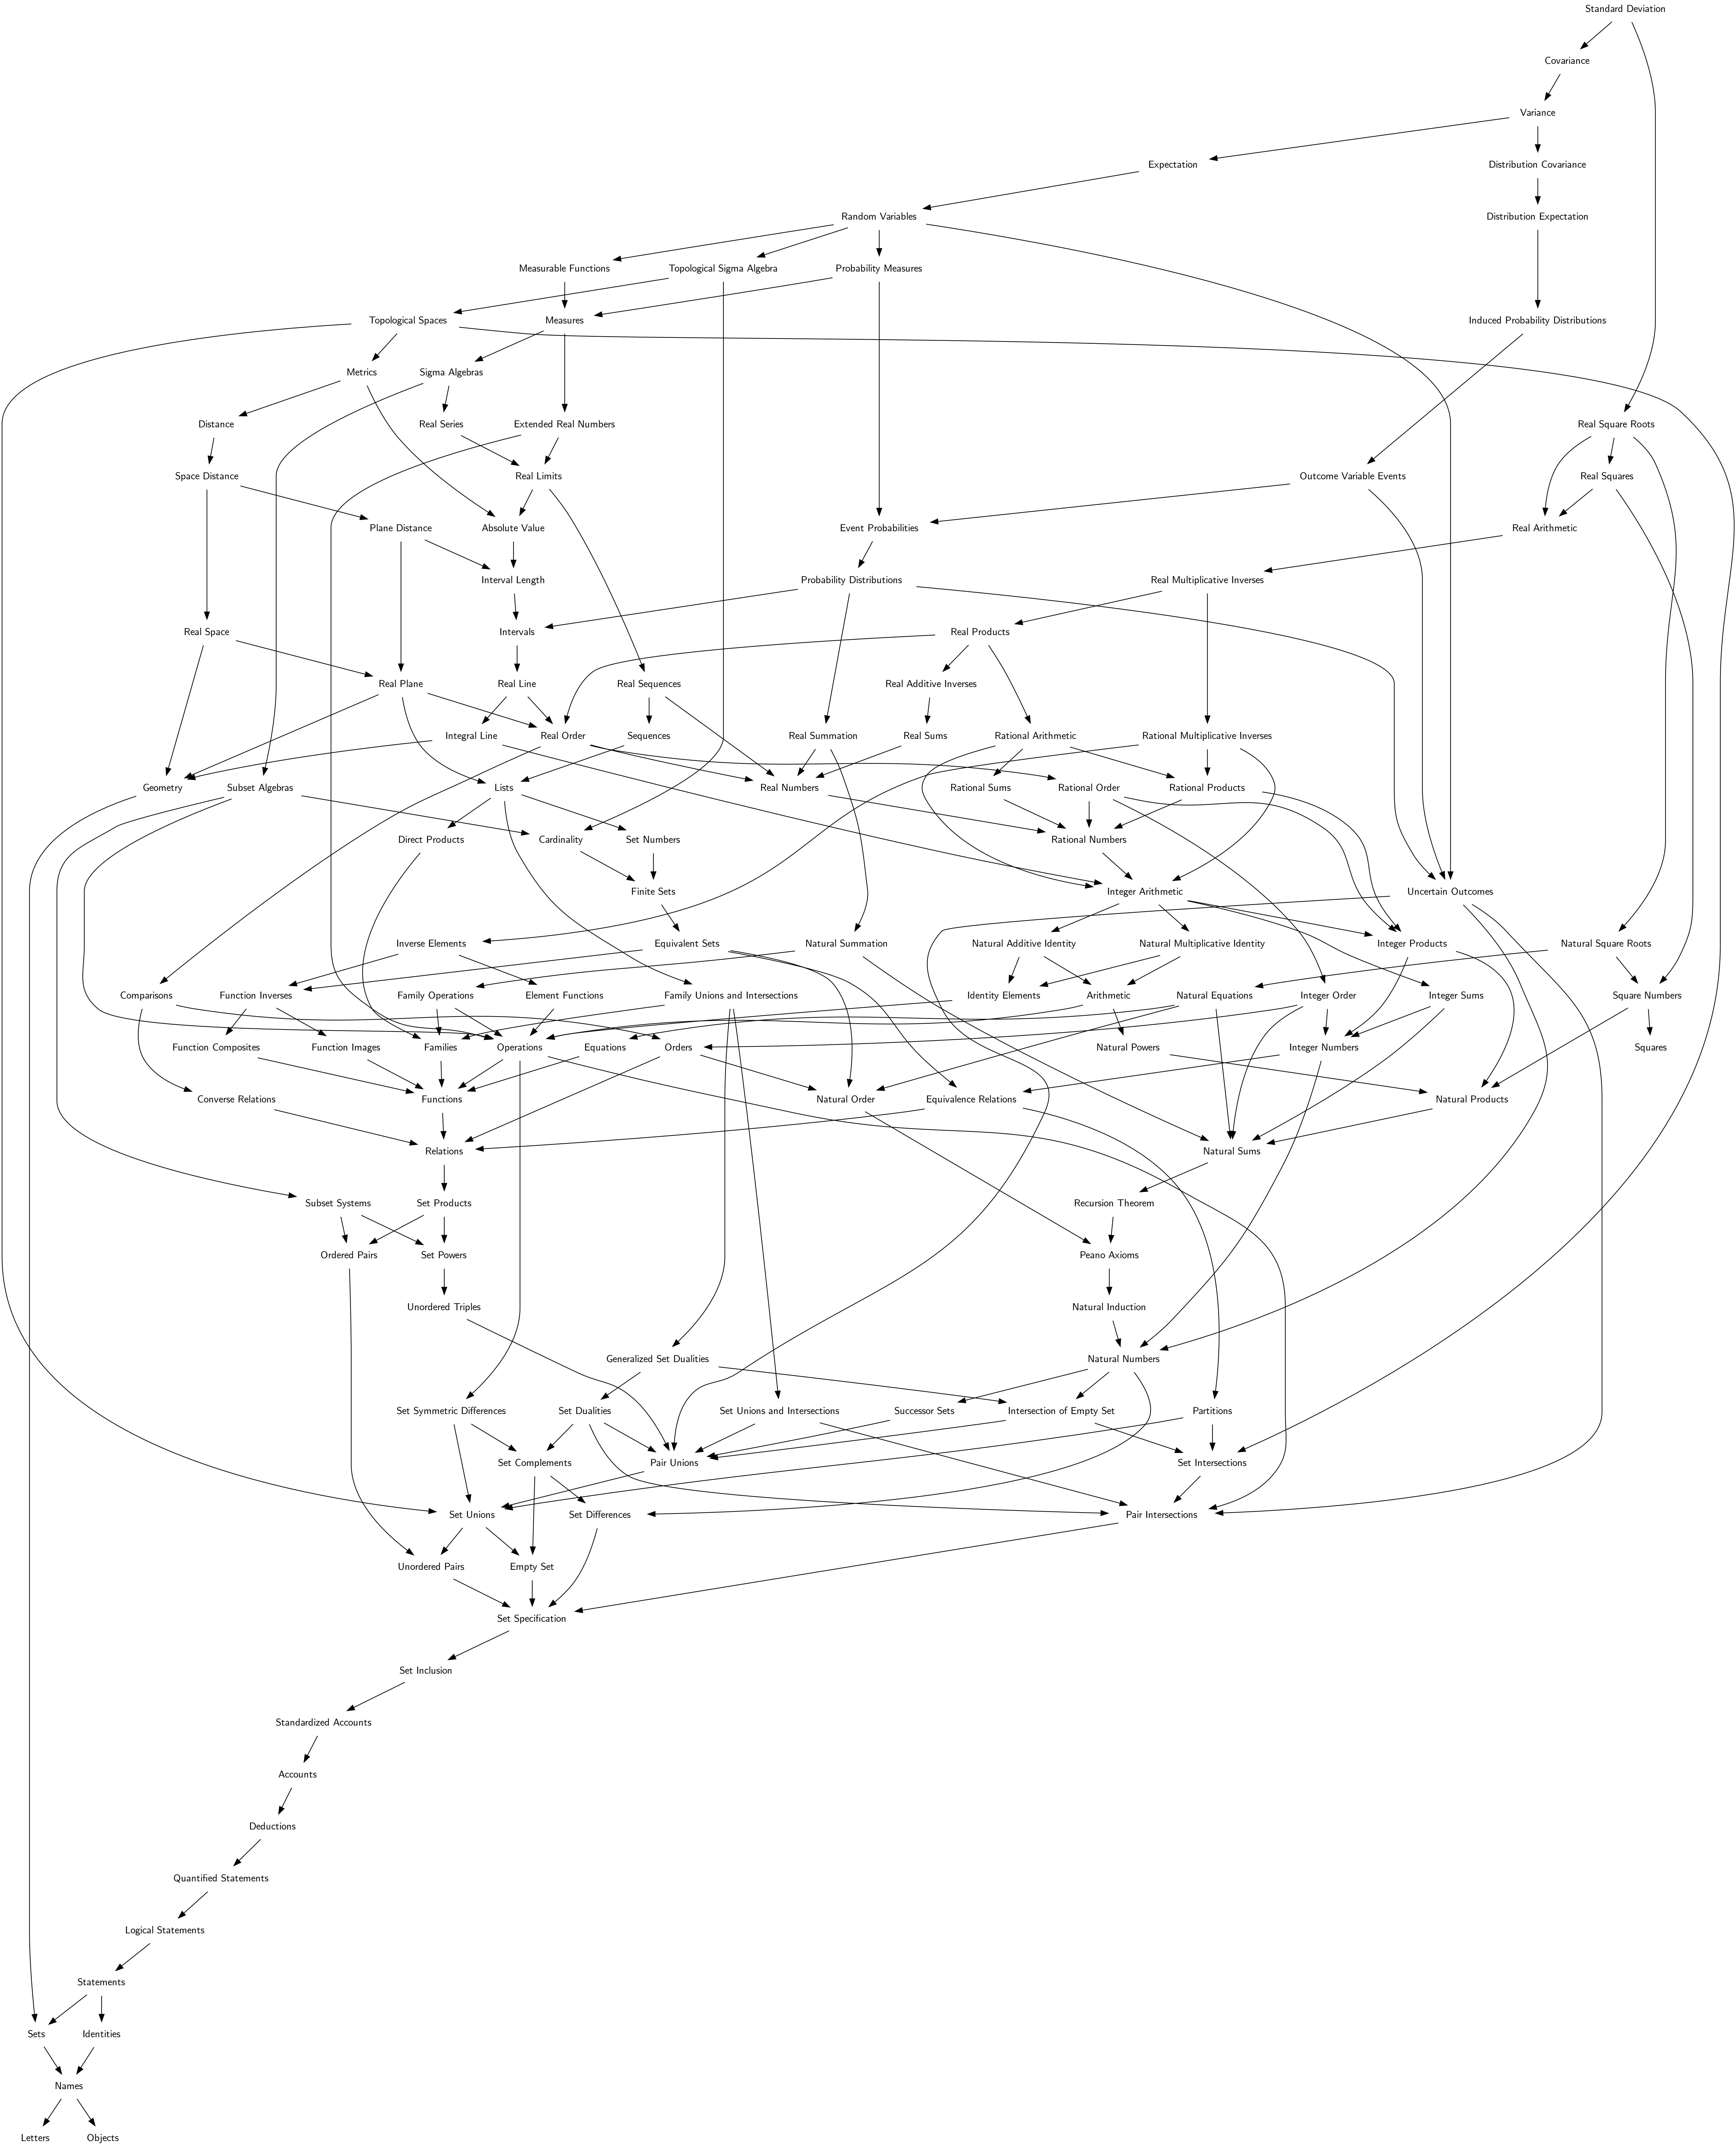 Standard Deviation
Covariance
Variance
Expectation
Distribution Covariance
Random Variables
Distribution Expectation
Measurable Functions
Topological Sigma Algebra
Probability Measures
Topological Spaces
Measures
Induced Probability Distributions
Metrics
Sigma Algebras
Distance
Real Series
Extended Real Numbers
Real Square Roots
Space Distance
Real Limits
Outcome Variable Events
Real Squares
Plane Distance
Absolute Value
Event Probabilities
Real Arithmetic
Interval Length
Probability Distributions
Real Multiplicative Inverses
Real Space
Intervals
Real Products
Real Plane
Real Line
Real Sequences
Real Additive Inverses
Integral Line
Real Order
Sequences
Real Summation
Real Sums
Rational Arithmetic
Rational Multiplicative Inverses
Geometry
Subset Algebras
Lists
Real Numbers
Rational Sums
Rational Order
Rational Products
Direct Products
Cardinality
Set Numbers
Rational Numbers
Finite Sets
Integer Arithmetic
Uncertain Outcomes
Inverse Elements
Equivalent Sets
Natural Summation
Natural Additive Identity
Natural Multiplicative Identity
Integer Products
Natural Square Roots
Comparisons
Function Inverses
Family Operations
Element Functions
Family Unions and Intersections
Identity Elements
Arithmetic
Natural Equations
Integer Order
Integer Sums
Square Numbers
Function Composites
Function Images
Families
Operations
Equations
Orders
Natural Powers
Integer Numbers
Squares
Converse Relations
Functions
Natural Order
Equivalence Relations
Natural Products
Relations
Natural Sums
Subset Systems
Set Products
Recursion Theorem
Ordered Pairs
Set Powers
Peano Axioms
Unordered Triples
Natural Induction
Generalized Set Dualities
Natural Numbers
Set Symmetric Differences
Set Dualities
Set Unions and Intersections
Successor Sets
Intersection of Empty Set
Partitions
Set Complements
Pair Unions
Set Intersections
Set Unions
Set Differences
Pair Intersections
Unordered Pairs
Empty Set
Set Specification
Set Inclusion
Standardized Accounts
Accounts
Deductions
Quantified Statements
Logical Statements
Statements
Sets
Identities
Names
Letters
Objects